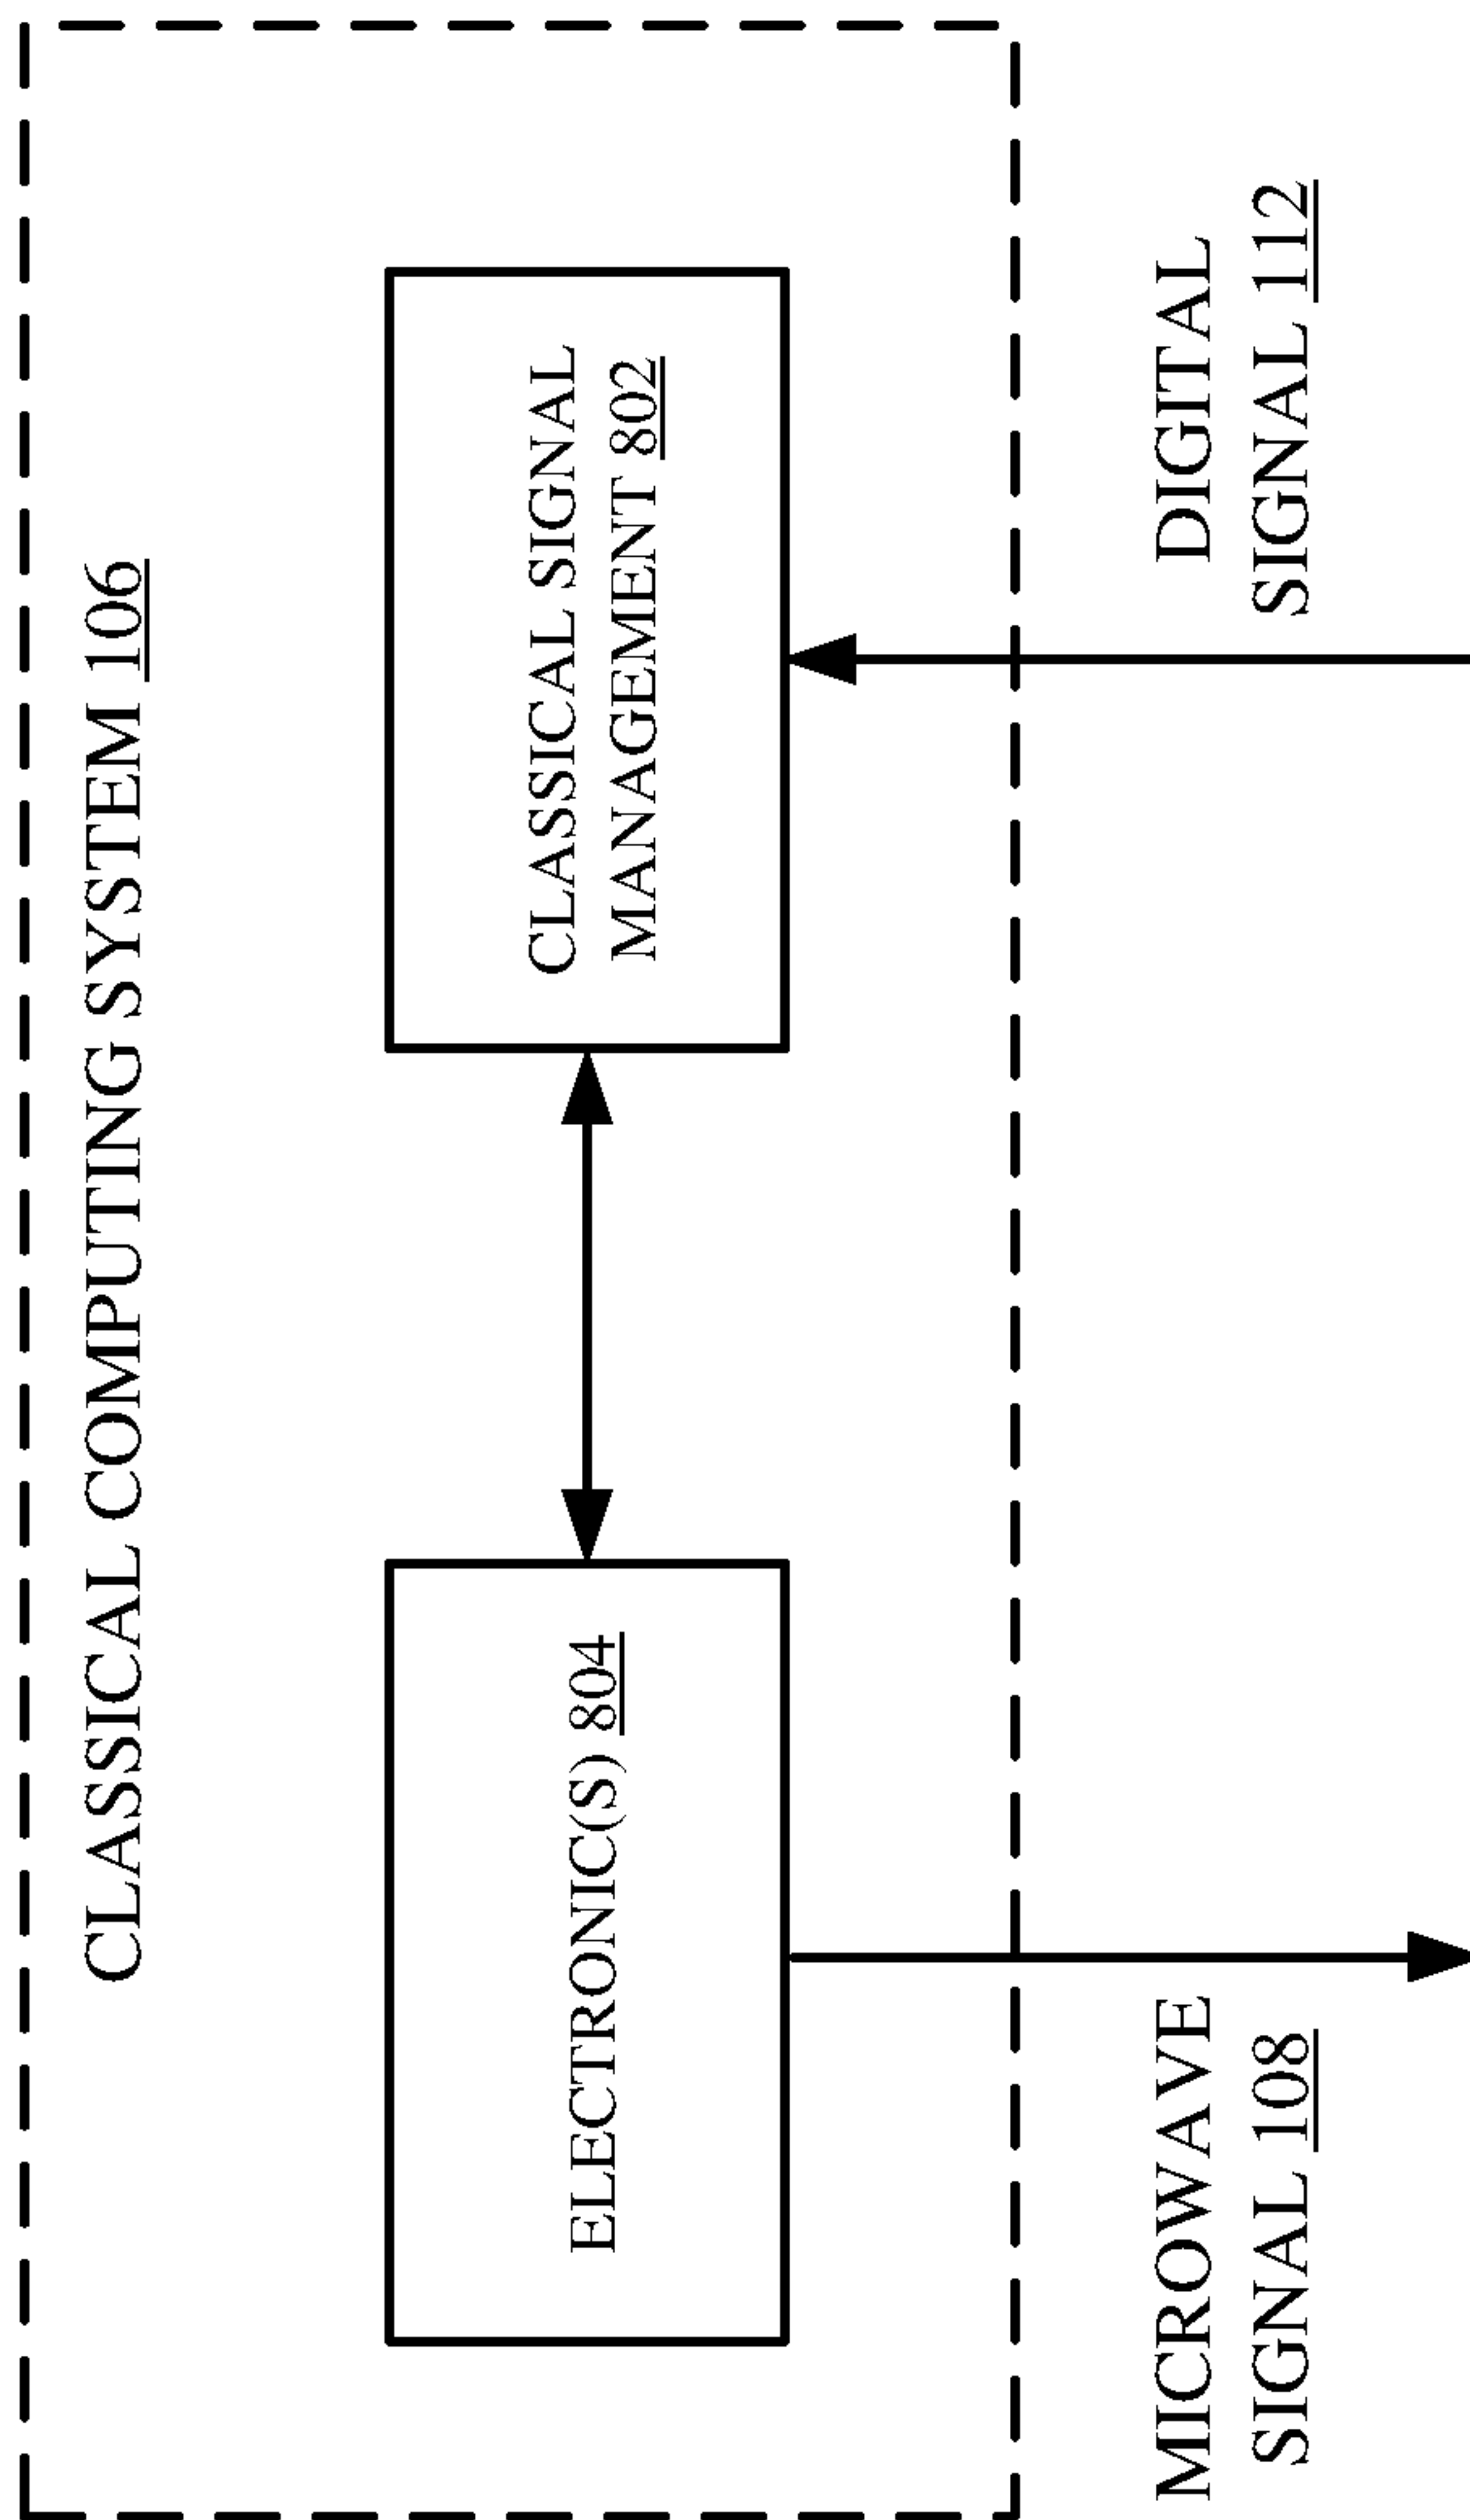 CLASSICAL COMPUTING SYSTEM 106
ELECTRONIC(S) 804
CLASSICAL SIGNAL
MANAGEMENT 802
MICROWAVE
SIGNAL 108
DIGITAL
SIGNAL 112